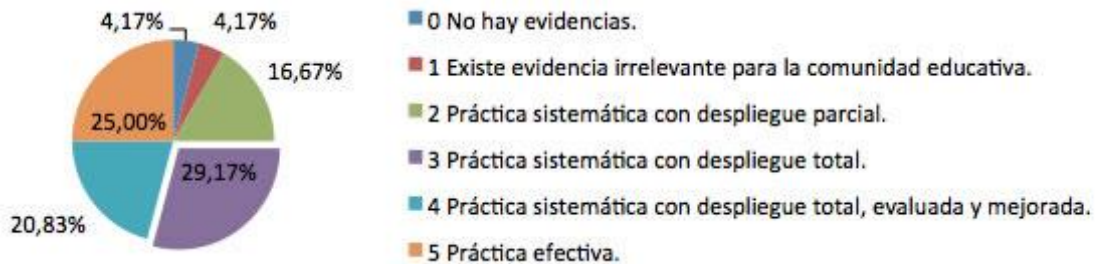 4,17%
4,17%
16,67%
25,00%
29,17%
20,83%
0 No hay evidencias.
1 Existe evidencia irrelevante para la comunidad educativa.
2 Práctica sistemática con despliegue parcial.
3 Práctica sistemática con despliegue total.
4 Práctica sistemática con despliegue total, evaluada y mejorada.
5 Práctica efectiva.